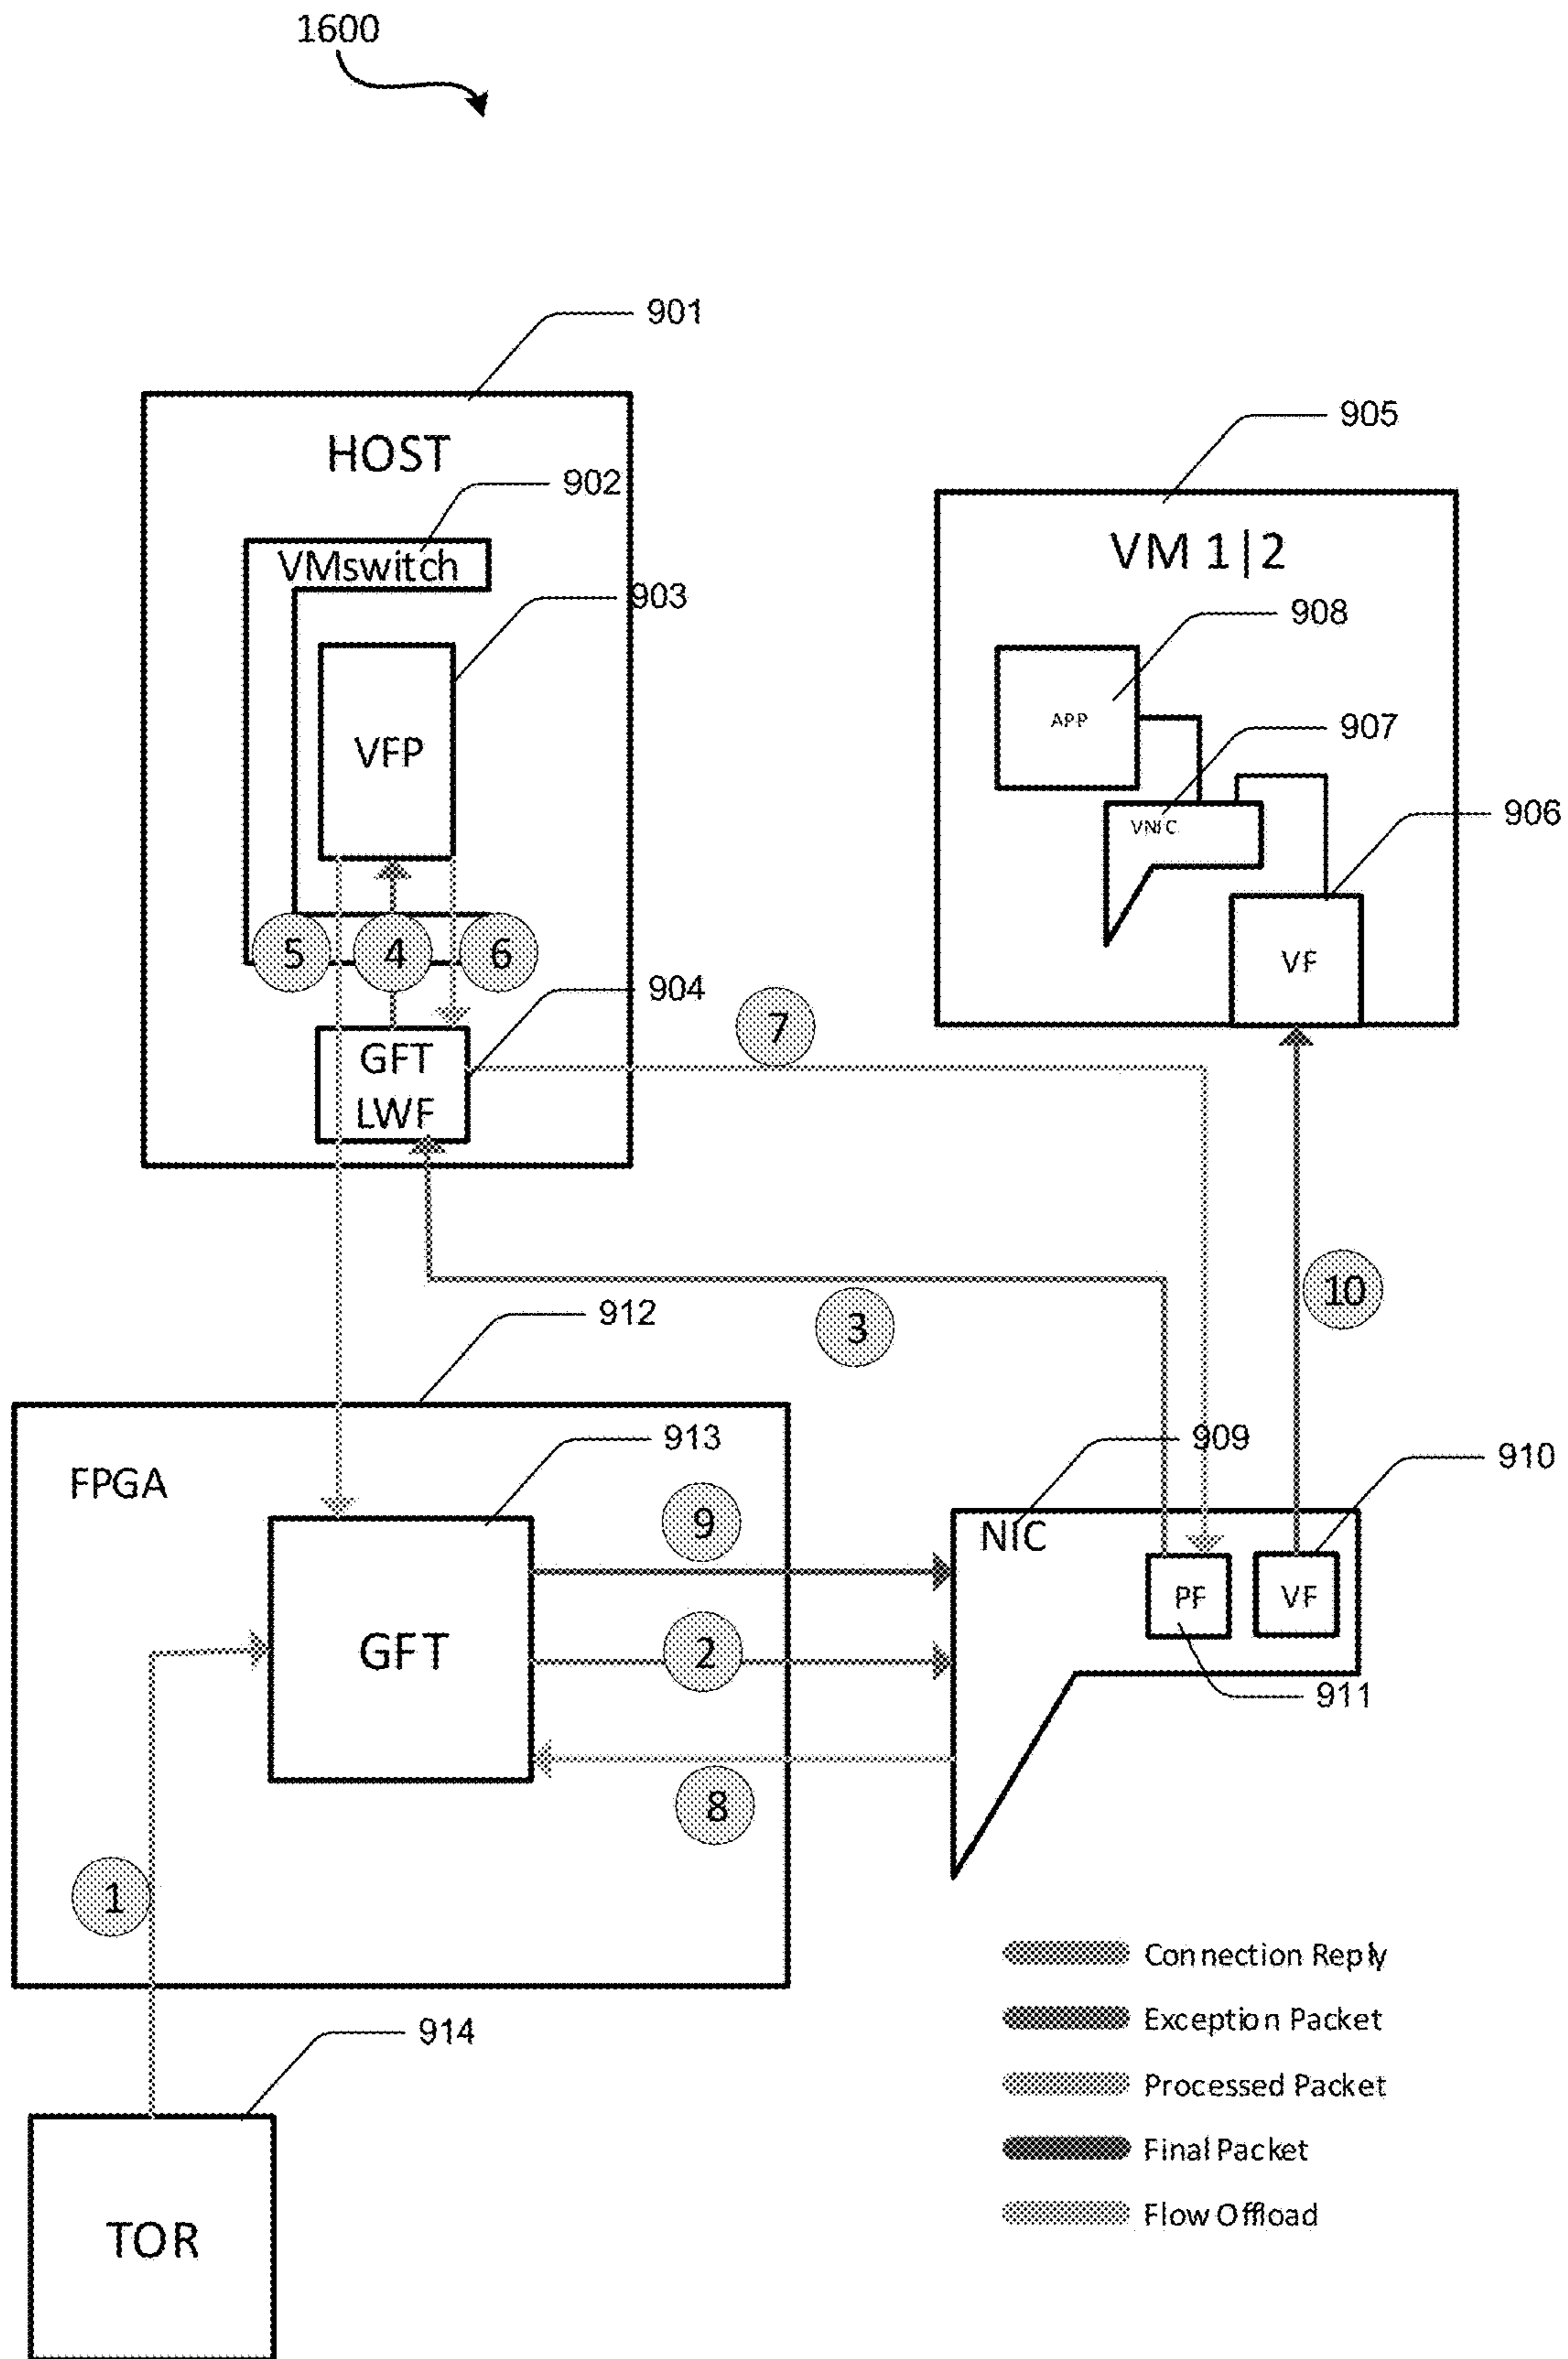 1600
901
HOST
902
VMswitch
903
VFP
5
4
6
904
GFT
LWF
905
VM 1|2
908
APP
907
VNIC
906
VF
7
3
10
912
FPGA
913
GFT
9
2
8
1
909
NIC
910
PF
VF
911
914
TOR
Connection Reply
Exception Packet
Processed Packet
Final Packet
Flow Offload